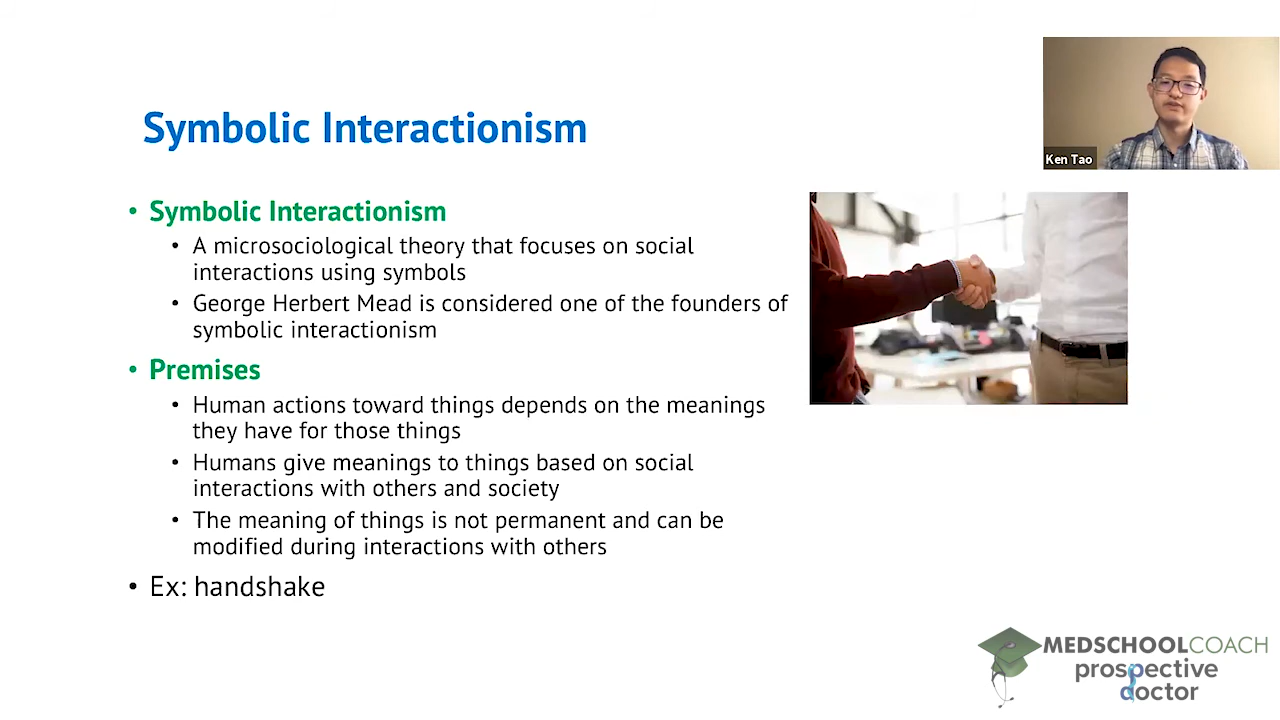 Symbolic Interactionism
Ken Tao
• Symbolic Interactionism
• A microsociological theory that focuses on social
interactions using symbols
• George Herbert Mead is considered one of the founders of
symbolic interactionism
• Premises
• Human actions toward things depends on the meanings
they have for those things
• Humans give meanings to things based on social
interactions with others and society
• The meaning of things is not permanent and can be
modified during interactions with others
• Ex: handshake
MEDSCHOOLCOACH
prospective
doctor